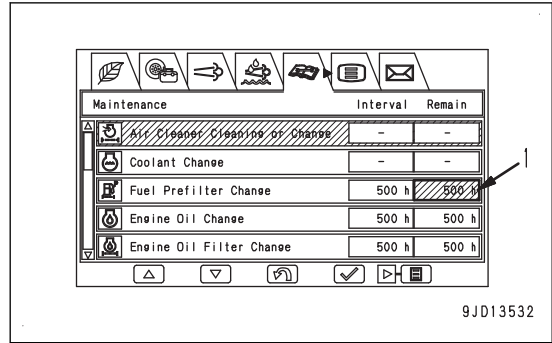 Maintenance Interval Remain
Air Cleaner Cleaning or Change - -
Coolant Change - -
Fuel Prefilter Change 500 h 500 h
Engine Oil Change 500 h 500 h
Engine Oil Filter Change 500 h 500 h
1
9JD13532